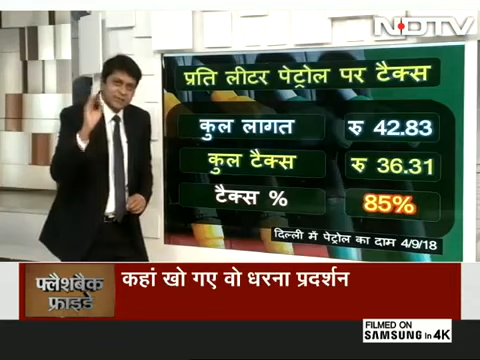 NDTV
प्रति लीटर पेट्रोल पर टैक्स
कुल लागत रु 42.83
कुल टैक्स रु 36.31
टैक्स % 85%
दिल्ली में पेट्रोल का दाम 4/9/18
फ्लैशबैक
फ्राइडे
कहां खो गए वो धरना प्रदर्शन
FILMED ON
SAMSUNG In 4K